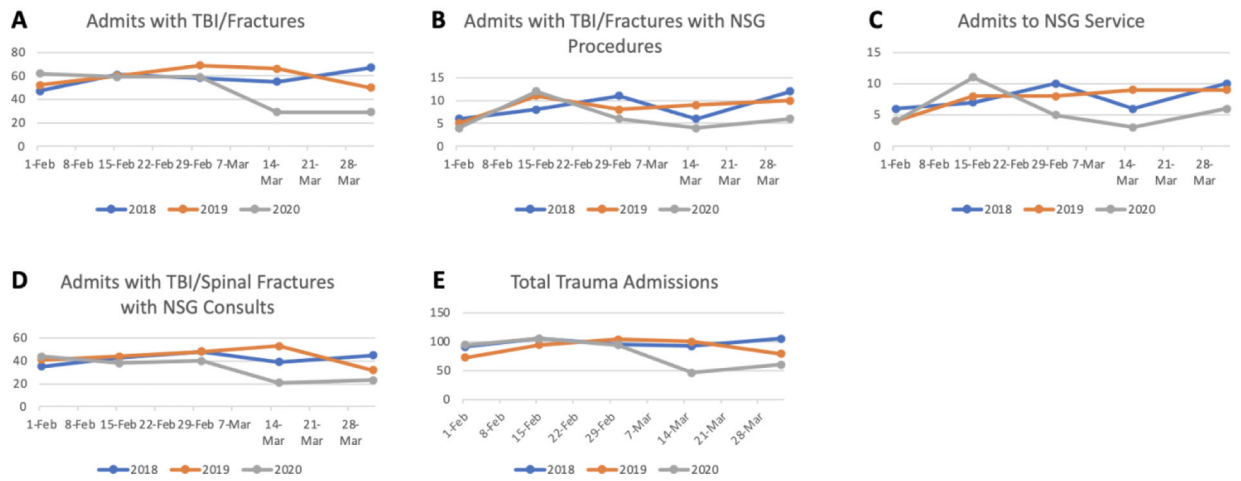 A
Admits with TBI/Fractures
80
60
40
20
0
1-Feb 8-Feb 15-Feb 22-Feb 29-Feb 7-Mar 14- 21- 28-
Mar Mar Mar
2018 2019 2020
B
Admits with TBI/Fractures with NSG
Procedures
15
10
5
0
1-Feb 8-Feb 15-Feb 22-Feb 29-Feb 7-Mar 14- 21- 28-
Mar Mar Mar
2018 2019 2020
C
Admits to NSG Service
15
10
5
0
1-Feb 8-Feb 15-Feb 22-Feb 29-Feb 7-Mar 14- 21- 28-
Mar Mar Mar
2018 2019 2020
D
Admits with TBI/Spinal Fractures
with NSG Consults
60
40
20
0
1-Feb 8-Feb 15-Feb 22-Feb 29-Feb 7-Mar 14- 21- 28-
Mar Mar Mar
2018 2019 2020
E
Total Trauma Admissions
150
100
50
0
1-Feb 8-Feb 15-Feb 22-Feb 29-Feb 7-Mar 14-Mar 21-Mar 28-Mar
2018 2019 2020